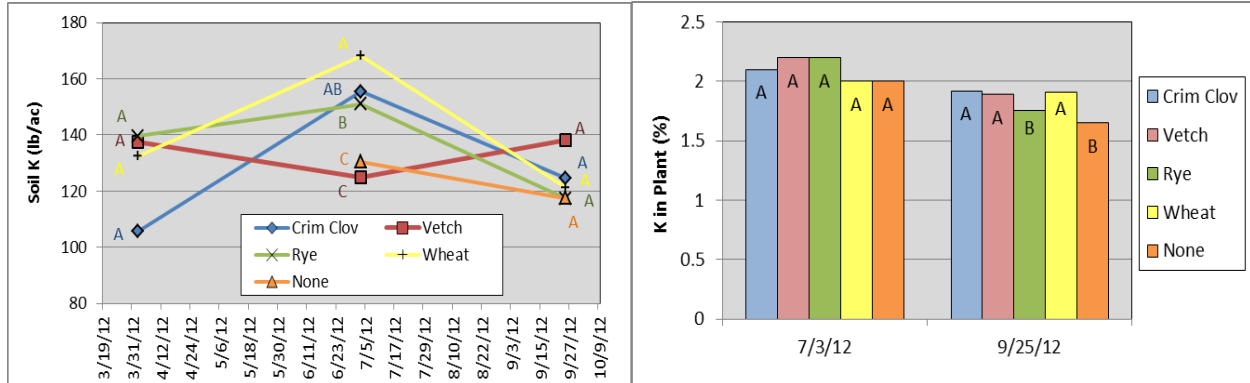 180
160
140
120
100
80
Soil K (lb/ac)
A
A
A
A
A
AB
B
C
C
A
A
A
A
A
Crim Clov
Vetch
Rye
Wheat
None
3/19/12
3/31/12
4/12/12
4/24/12
5/6/12
5/18/12
5/30/12
6/11/12
6/23/12
7/5/12
7/17/12
7/29/12
8/10/12
8/22/12
9/3/12
9/15/12
9/27/12
10/9/12
2.5
2
1.5
1
0.5
0
K in Plant (%)
A A A A A
A A B A B
7/3/12 9/25/12
Crim Clov
Vetch
Rye
Wheat
None